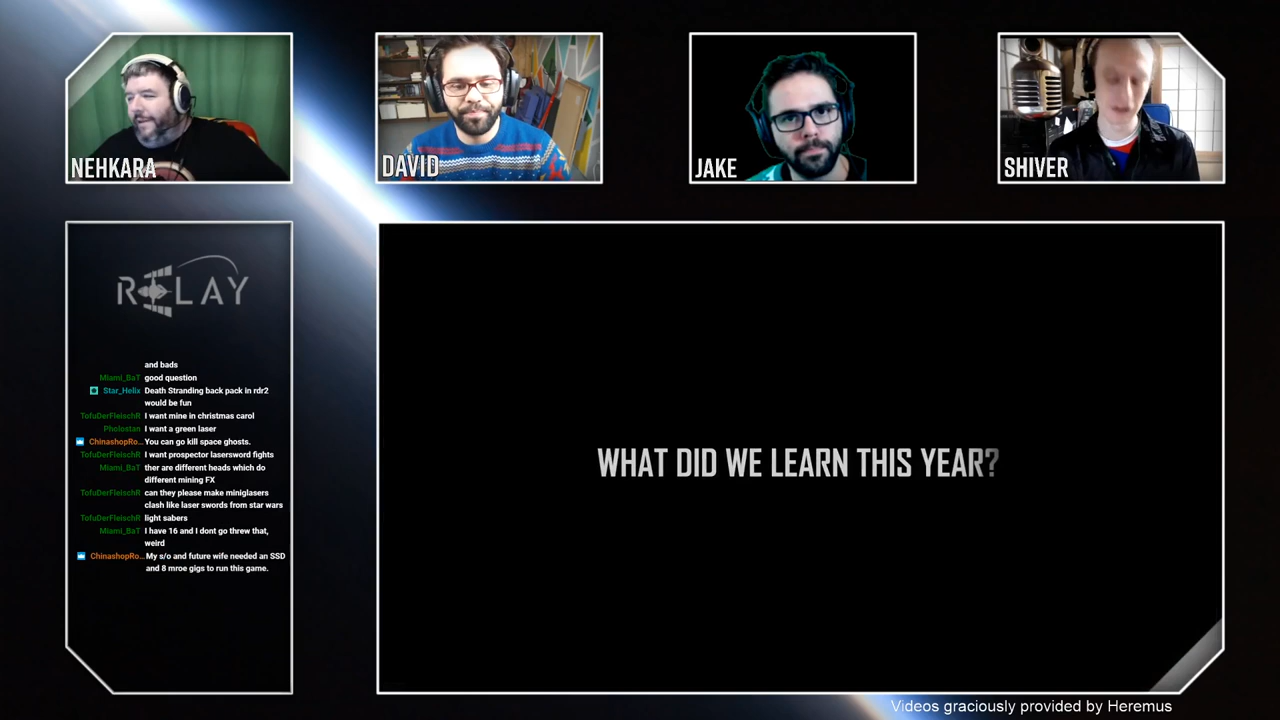 NEHKARA
DAVID
JAKE
SHIVER
RELAY
and bads
Miami_BaT good question
Star_Helix Death Stranding back pack in rdr2
would be fun
TofuDerFleischR I want mine in christmas carol
Pholostan I want a green laser
ChinashopRo... You can go kill space ghosts.
TofuDerFleischR I want prospector lasersword fights
Miami_BaT ther are different heads which do
different mining FX
TofuDerFleischR can they please make miniglasers
clash like laser swords from star wars
TofuDerFleischR light sabers
Miami_BaT I have 16 and I dont go threw that,
weird
ChinashopRo... My s/o and future wife needed an SSD
and 8 mroe gigs to run this game.
WHAT DID WE LEARN THIS YEAR?
Videos graciously provided by Heremus